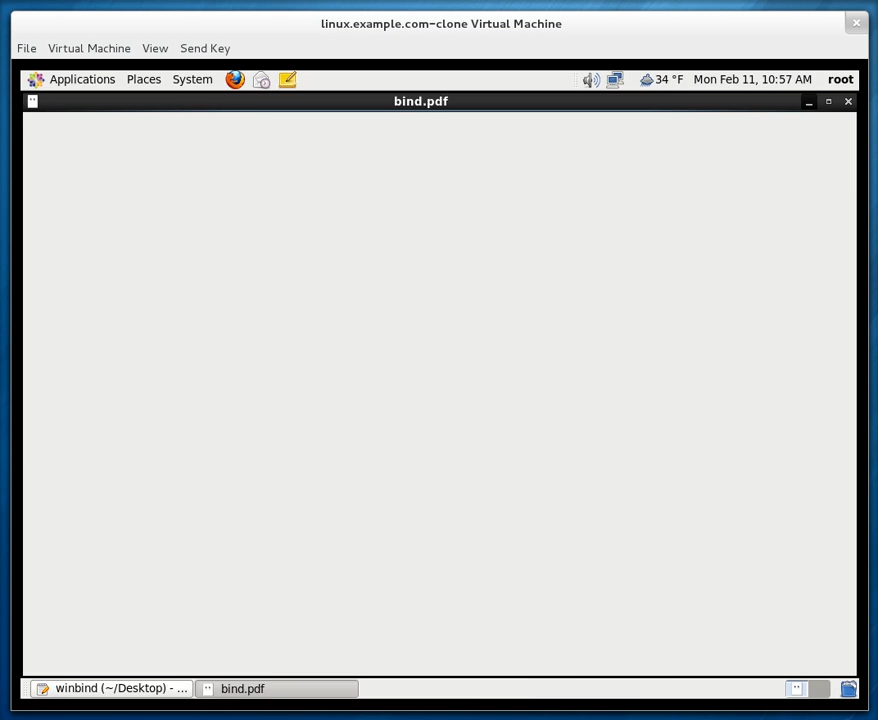 linux.example.com-clone Virtual Machine
File Virtual Machine View Send Key
Applications Places System 34 °F Mon Feb 11, 10:57 AM root
bind.pdf
winbind (~/Desktop) - ... bind.pdf